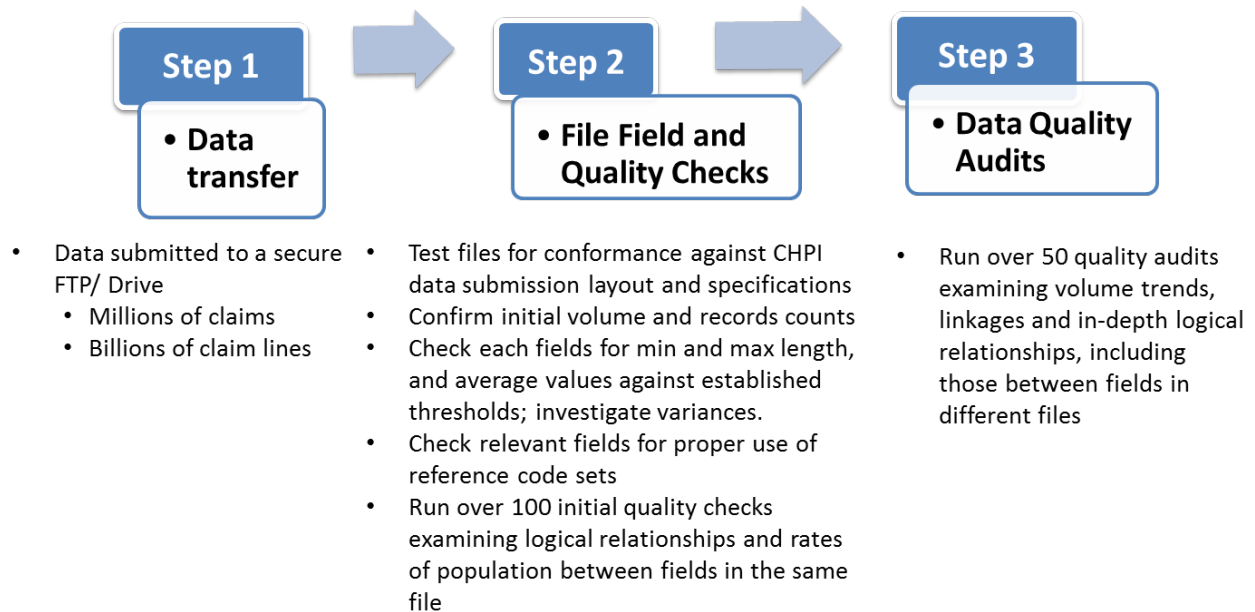 Step 1
• Data
transfer
• Data submitted to a secure
FTP/ Drive
• Millions of claims
• Billions of claim lines
Step 2
• File Field and
Quality Checks
• Test files for conformance against CHPI
data submission layout and specifications
• Confirm initial volume and records counts
• Check each fields for min and max length,
and average values against established
thresholds; investigate variances.
• Check relevant fields for proper use of
reference code sets
• Run over 100 initial quality checks
examining logical relationships and rates
of population between fields in the same
file
Step 3
• Data Quality
Audits
• Run over 50 quality audits
examining volume trends,
linkages and in-depth logical
relationships, including
those between fields in
different files